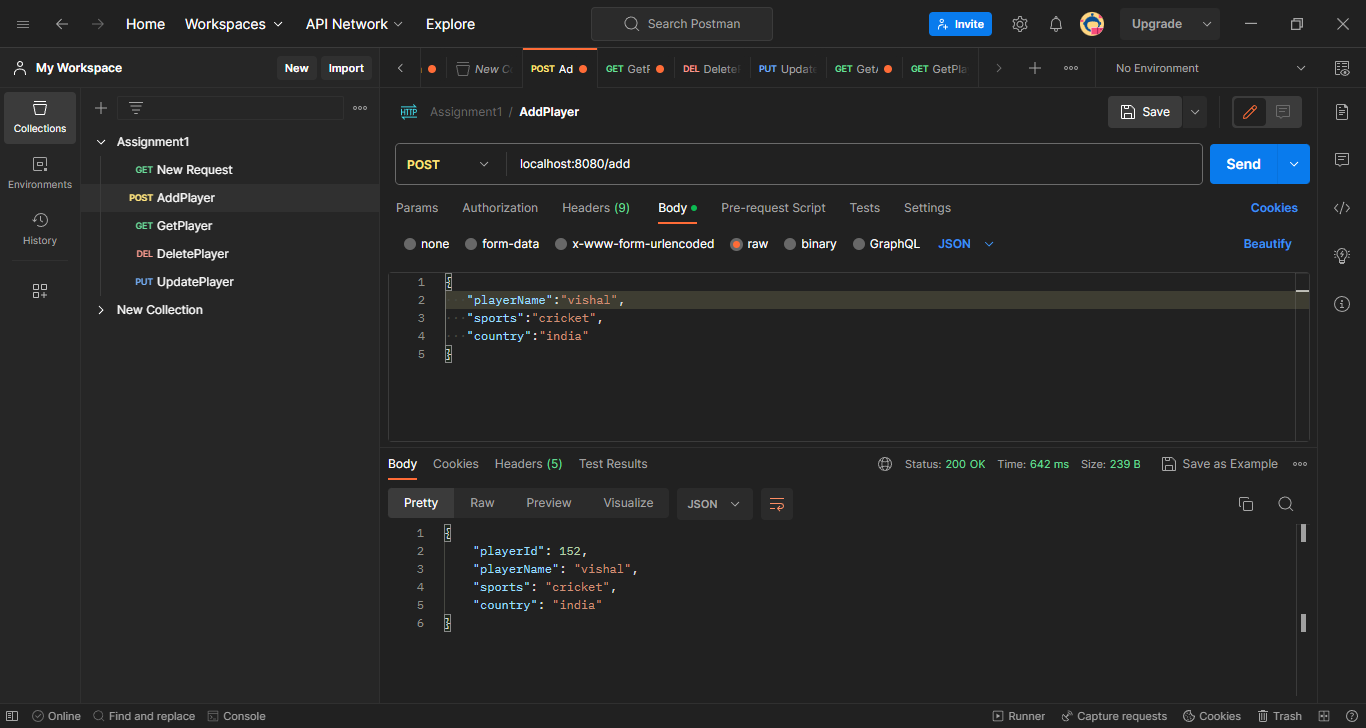 Home Workspaces API Network Explore Search Postman Invite Upgrade
My Workspace New Import
New C POST Ad GET GetF DEL Delete PUT Update GET GetA GET GetPla No Environment
Collections
Environments
History
Assignment1
GET New Request
POST AddPlayer
GET GetPlayer
DEL DeletePlayer
PUT UpdatePlayer
New Collection
HTTP Assignment1 / AddPlayer Save
POST localhost:8080/add Send
Params Authorization Headers (9) Body Pre-request Script Tests Settings Cookies
none form-data x-www-form-urlencoded raw binary GraphQL JSON Beautify
1 {
2 "playerName":"vishal",
3 "sports":"cricket",
4 "country":"india"
5 }
Body Cookies Headers (5) Test Results Status: 200 OK Time: 642 ms Size: 239 B Save as Example
Pretty Raw Preview Visualize JSON
1 {
2 "playerId": 152,
3 "playerName": "vishal",
4 "sports": "cricket",
5 "country": "india"
6 }
Online Find and replace Console Runner Capture requests Cookies Trash